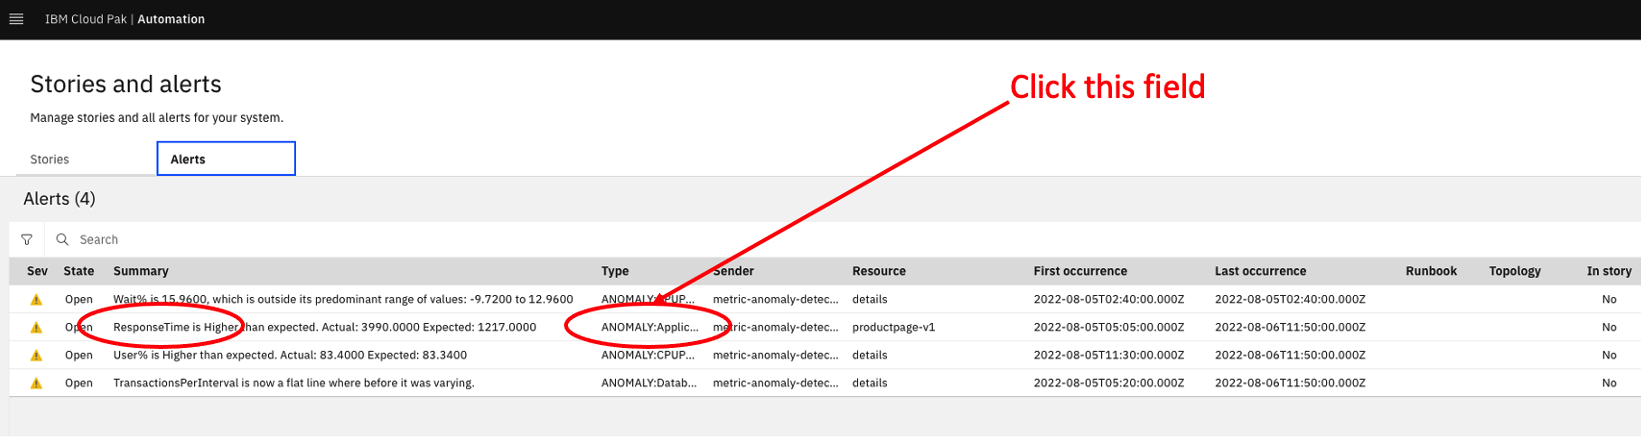 IBM Cloud Pak | Automation
Click this field
Stories and alerts
Manage stories and all alerts for your system.
Stories Alerts
Alerts (4)
Search
Sev State Summary Type Sender Resource First occurrence Last occurrence Runbook Topology In story
Open Wait% is 15.9600, which is outside its predominant range of values: -9.7200 to 12.9600 ANOMALY:CPUP... metric-anomaly-detec... details 2022-08-05T02:40:00.000Z 2022-08-05T02:40:00.000Z No
Open ResponseTime is Higher than expected. Actual: 3990.0000 Expected: 1217.0000 ANOMALY:Applic... metric-anomaly-detec... productpage-v1 2022-08-05T05:05:00.000Z 2022-08-06T11:50:00.000Z No
Open User% is Higher than expected. Actual: 83.4000 Expected: 83.3400 ANOMALY:CPUP... metric-anomaly-detec... details 2022-08-05T11:30:00.000Z 2022-08-06T11:50:00.000Z No
Open TransactionsPerInterval is now a flat line where before it was varying. ANOMALY:Datab... metric-anomaly-detec... details 2022-08-05T05:20:00.000Z 2022-08-06T11:50:00.000Z No